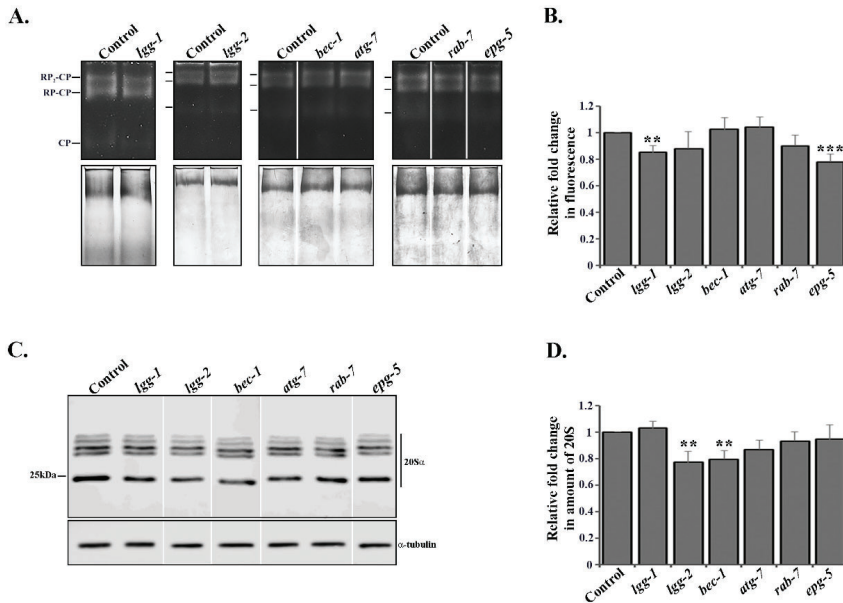 A.
Control lgg-1 Control lgg-2 Control bec-1 atg-7 Control rab-7 epg-5
RP₂-CP
RP-CP
CP
B.
Relative fold change
in fluorescence
1.2
1
0.8
0.6
0.4
0.2
0
** ***
Control lgg-1 lgg-2 bec-1 atg-7 rab-7 epg-5
C.
Control lgg-1 lgg-2 bec-1 atg-7 rab-7 epg-5
25kDa
20Sα
α-tubulin
D.
Relative fold change
in amount of 20S
1.2
1
0.8
0.6
0.4
0.2
0
** **
Control lgg-1 lgg-2 bec-1 atg-7 rab-7 epg-5